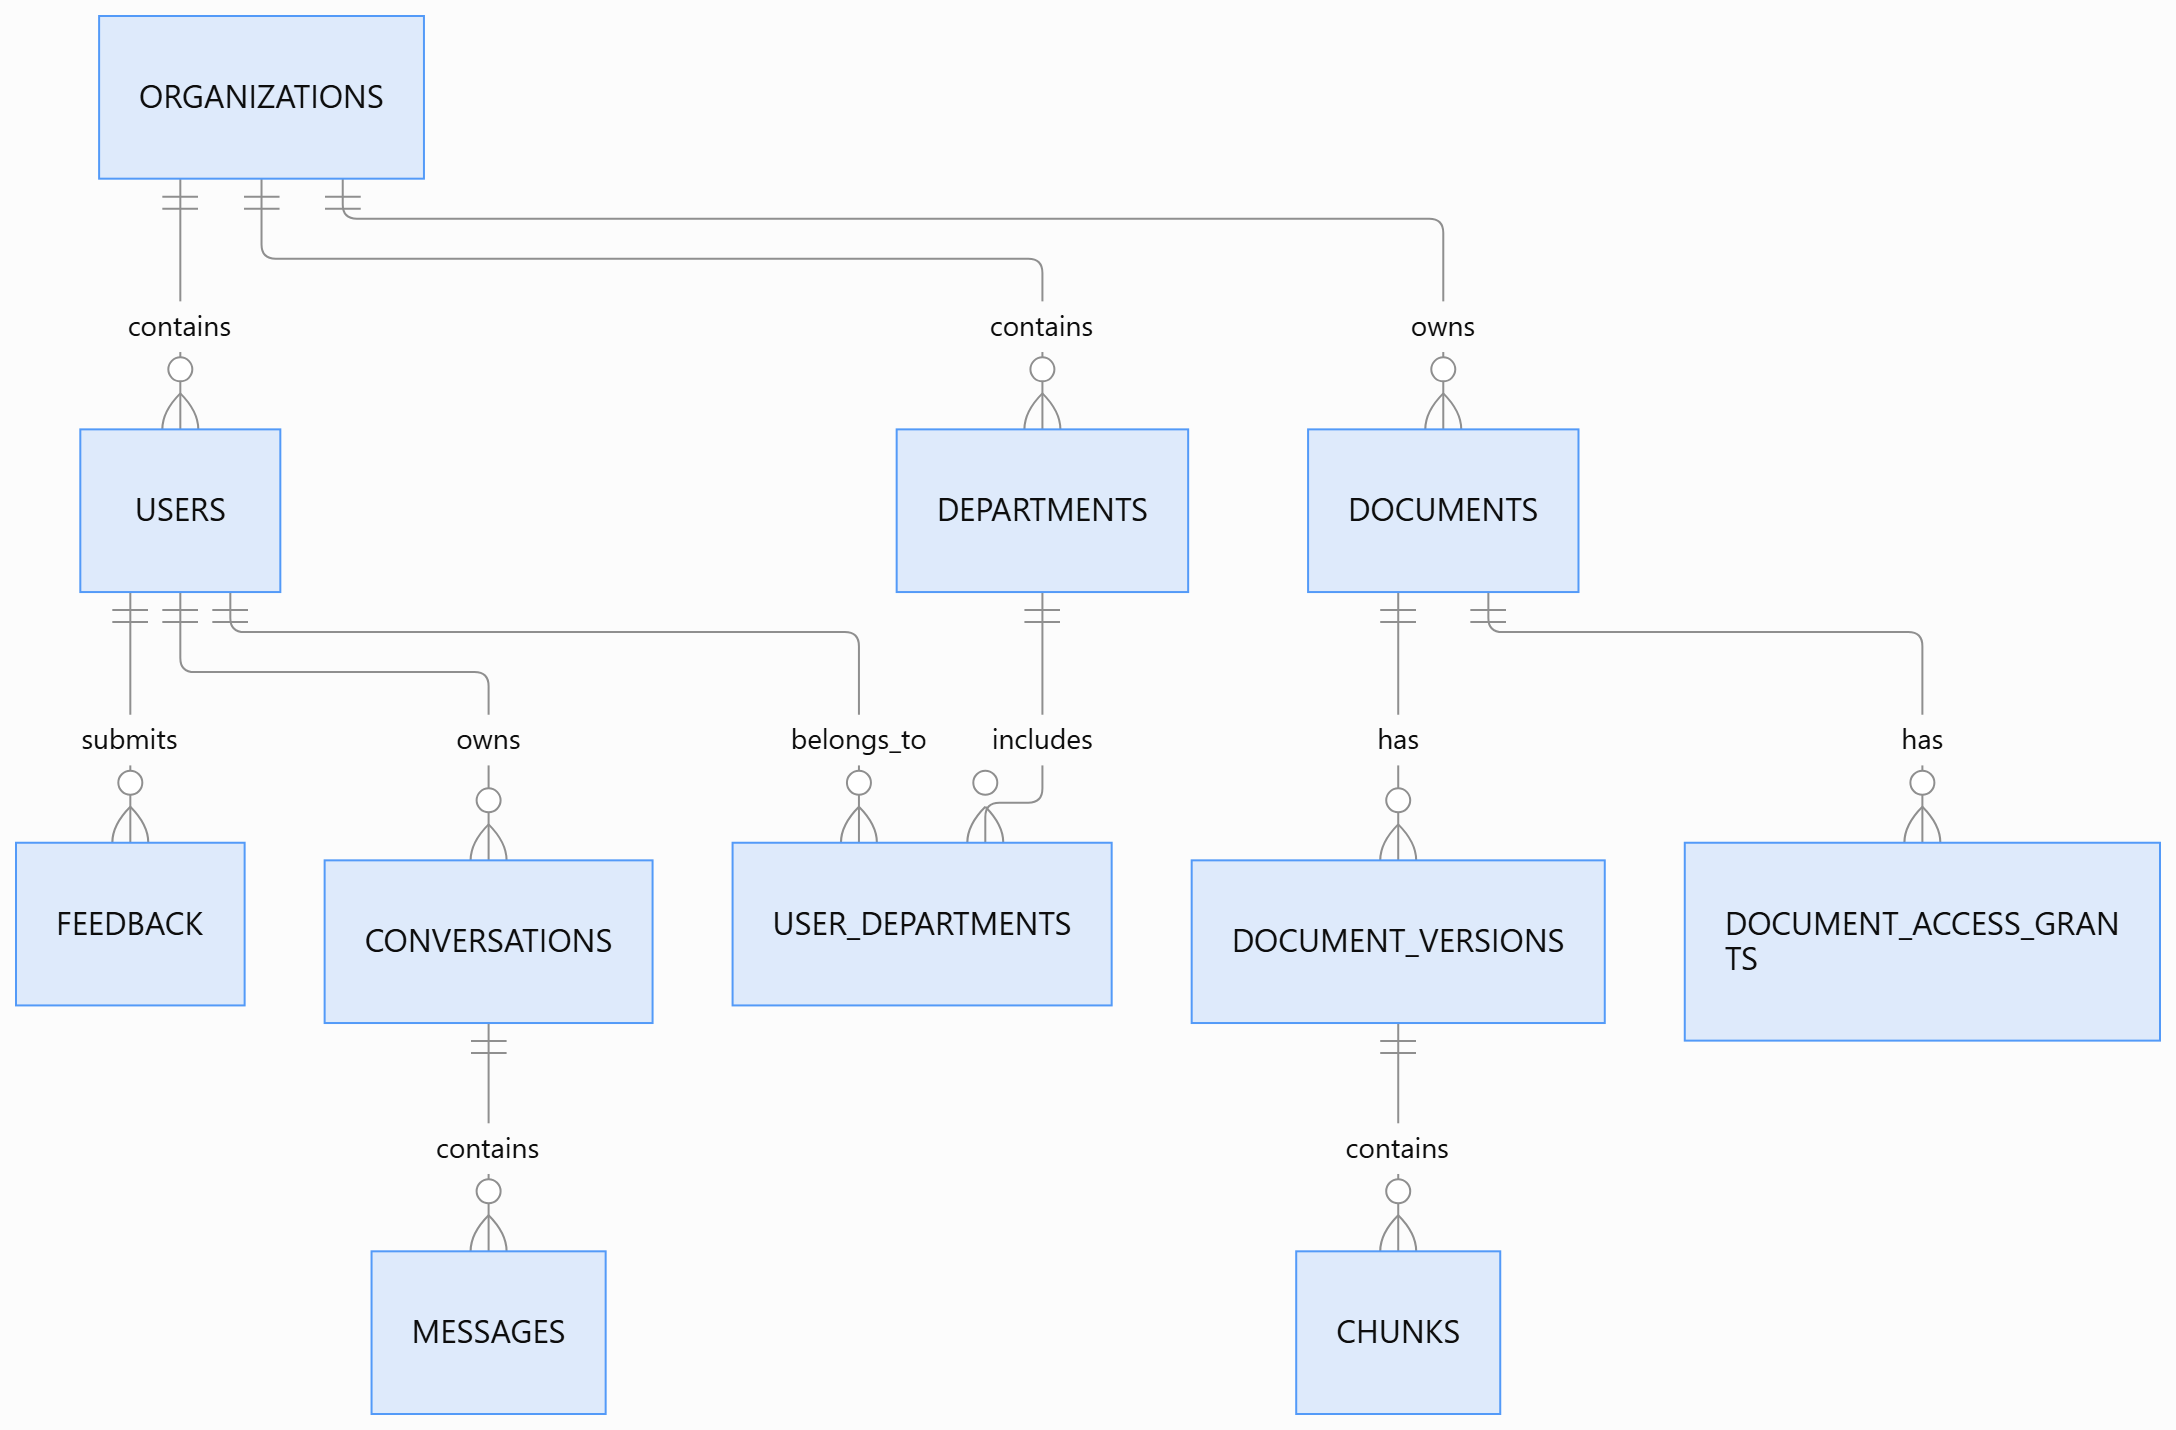 ORGANIZATIONS
contains
contains
owns
USERS
DEPARTMENTS
DOCUMENTS
submits
owns
belongs_to
includes
has
has
FEEDBACK
CONVERSATIONS
USER_DEPARTMENTS
DOCUMENT_VERSIONS
DOCUMENT_ACCESS_GRAN
TS
contains
contains
MESSAGES
CHUNKS